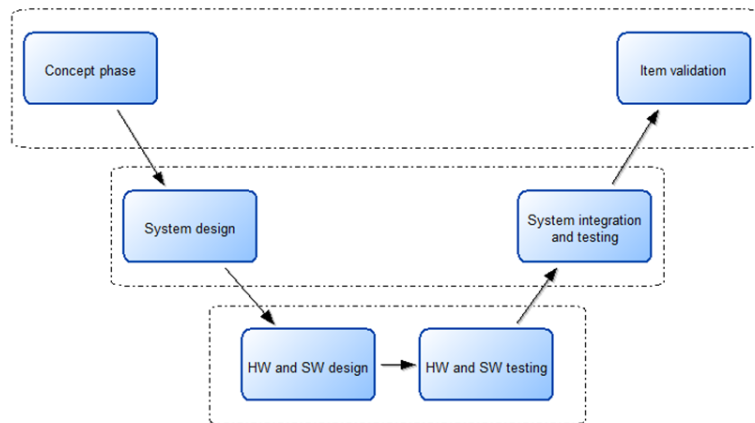 Concept phase
Item validation
System design
System integration
and testing
HW and SW design
HW and SW testing